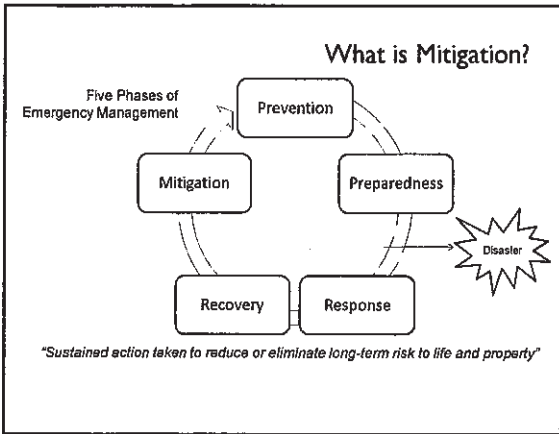 What is Mitigation?
Five Phases of
Emergency Management
Prevention
Mitigation
Preparedness
Disaster
Recovery
Response
"Sustained action taken to reduce or eliminate long-term risk to life and property"